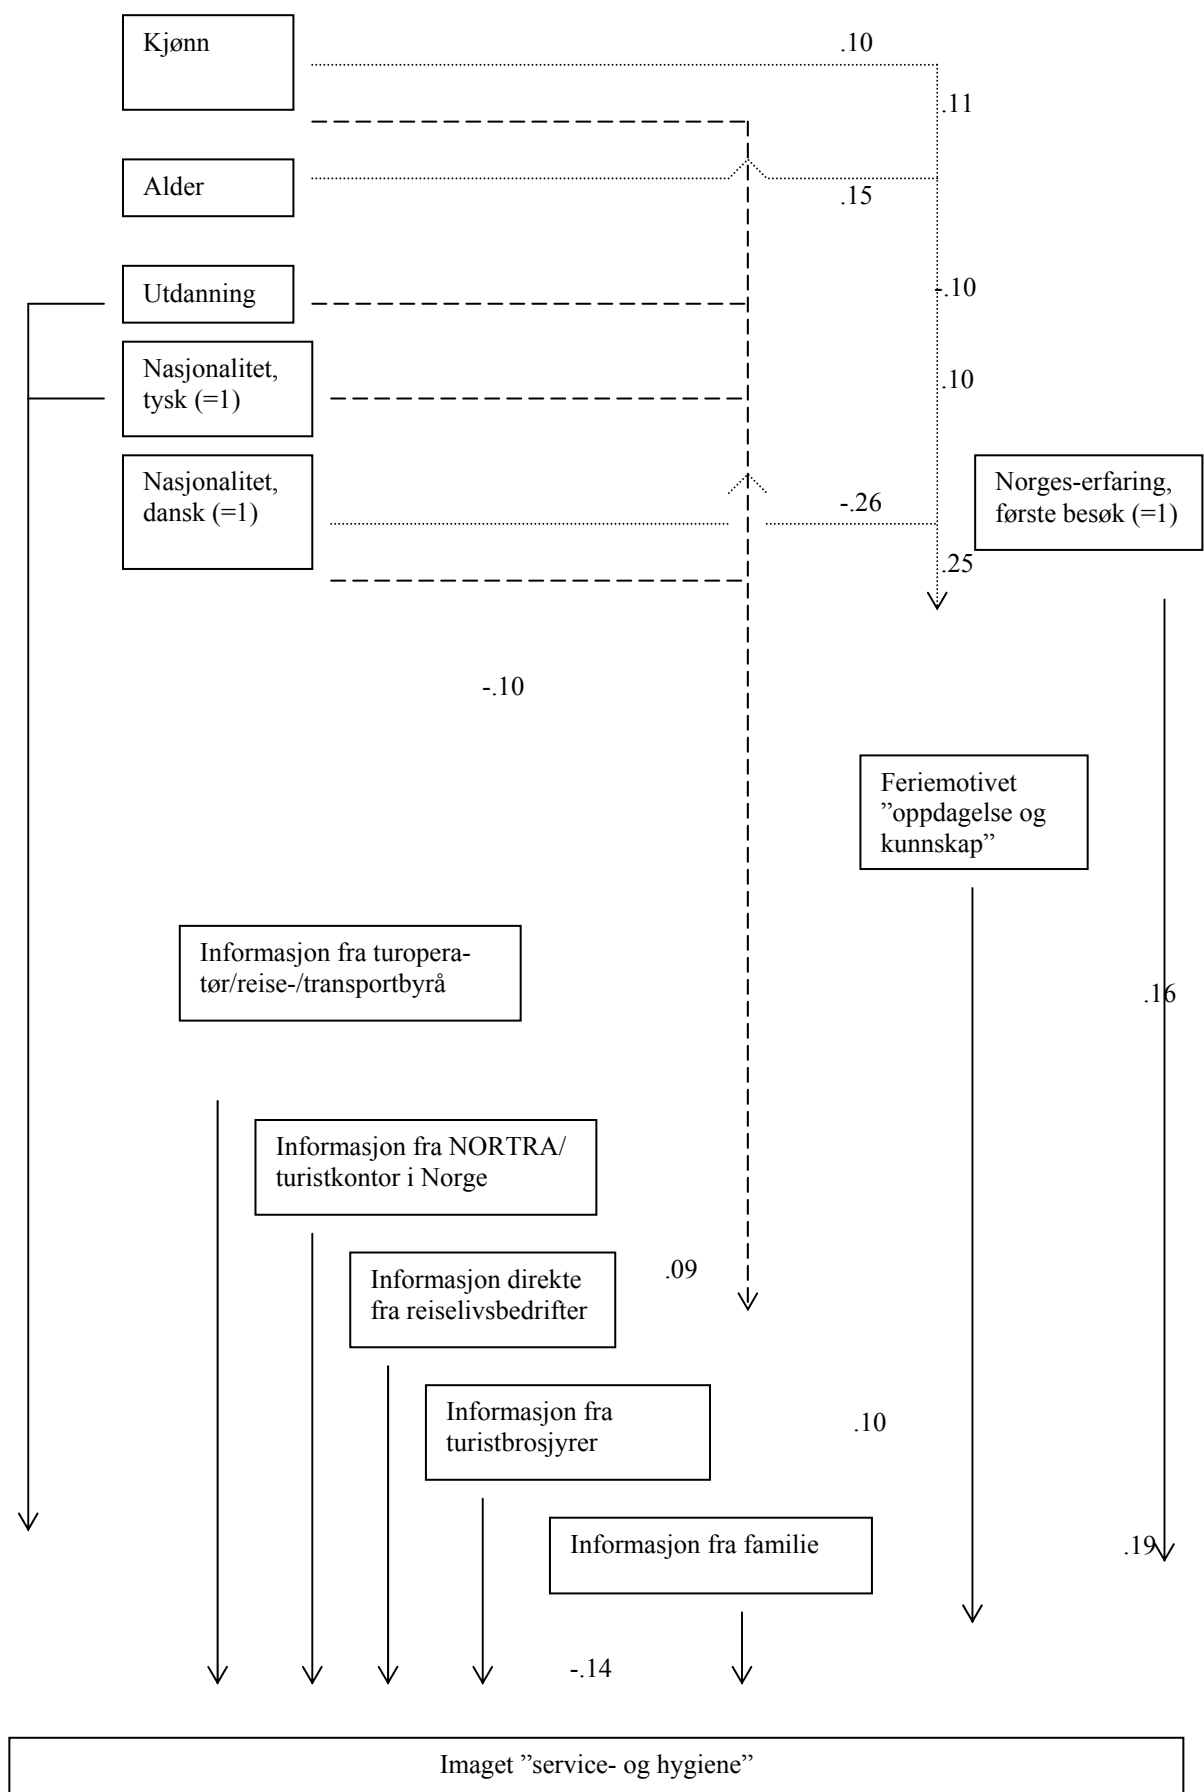 Kjønn
.10
.11
Alder
.15
Utdanning
-.10
Nasjonalitet,
tysk (=1)
.10
Nasjonalitet,
dansk (=1)
-.26
Norges-erfaring,
første besøk (=1)
.25
-.10
Feriemotivet
”oppdagelse og
kunnskap”
Informasjon fra turopera-
tør/reise-/transportbyrå
.16
Informasjon fra NORTRA/
turistkontor i Norge
Informasjon direkte
fra reiselivsbedrifter
.09
Informasjon fra
turistbrosjyrer
.10
Informasjon fra familie
.19
-.14
Imaget ”service- og hygiene”